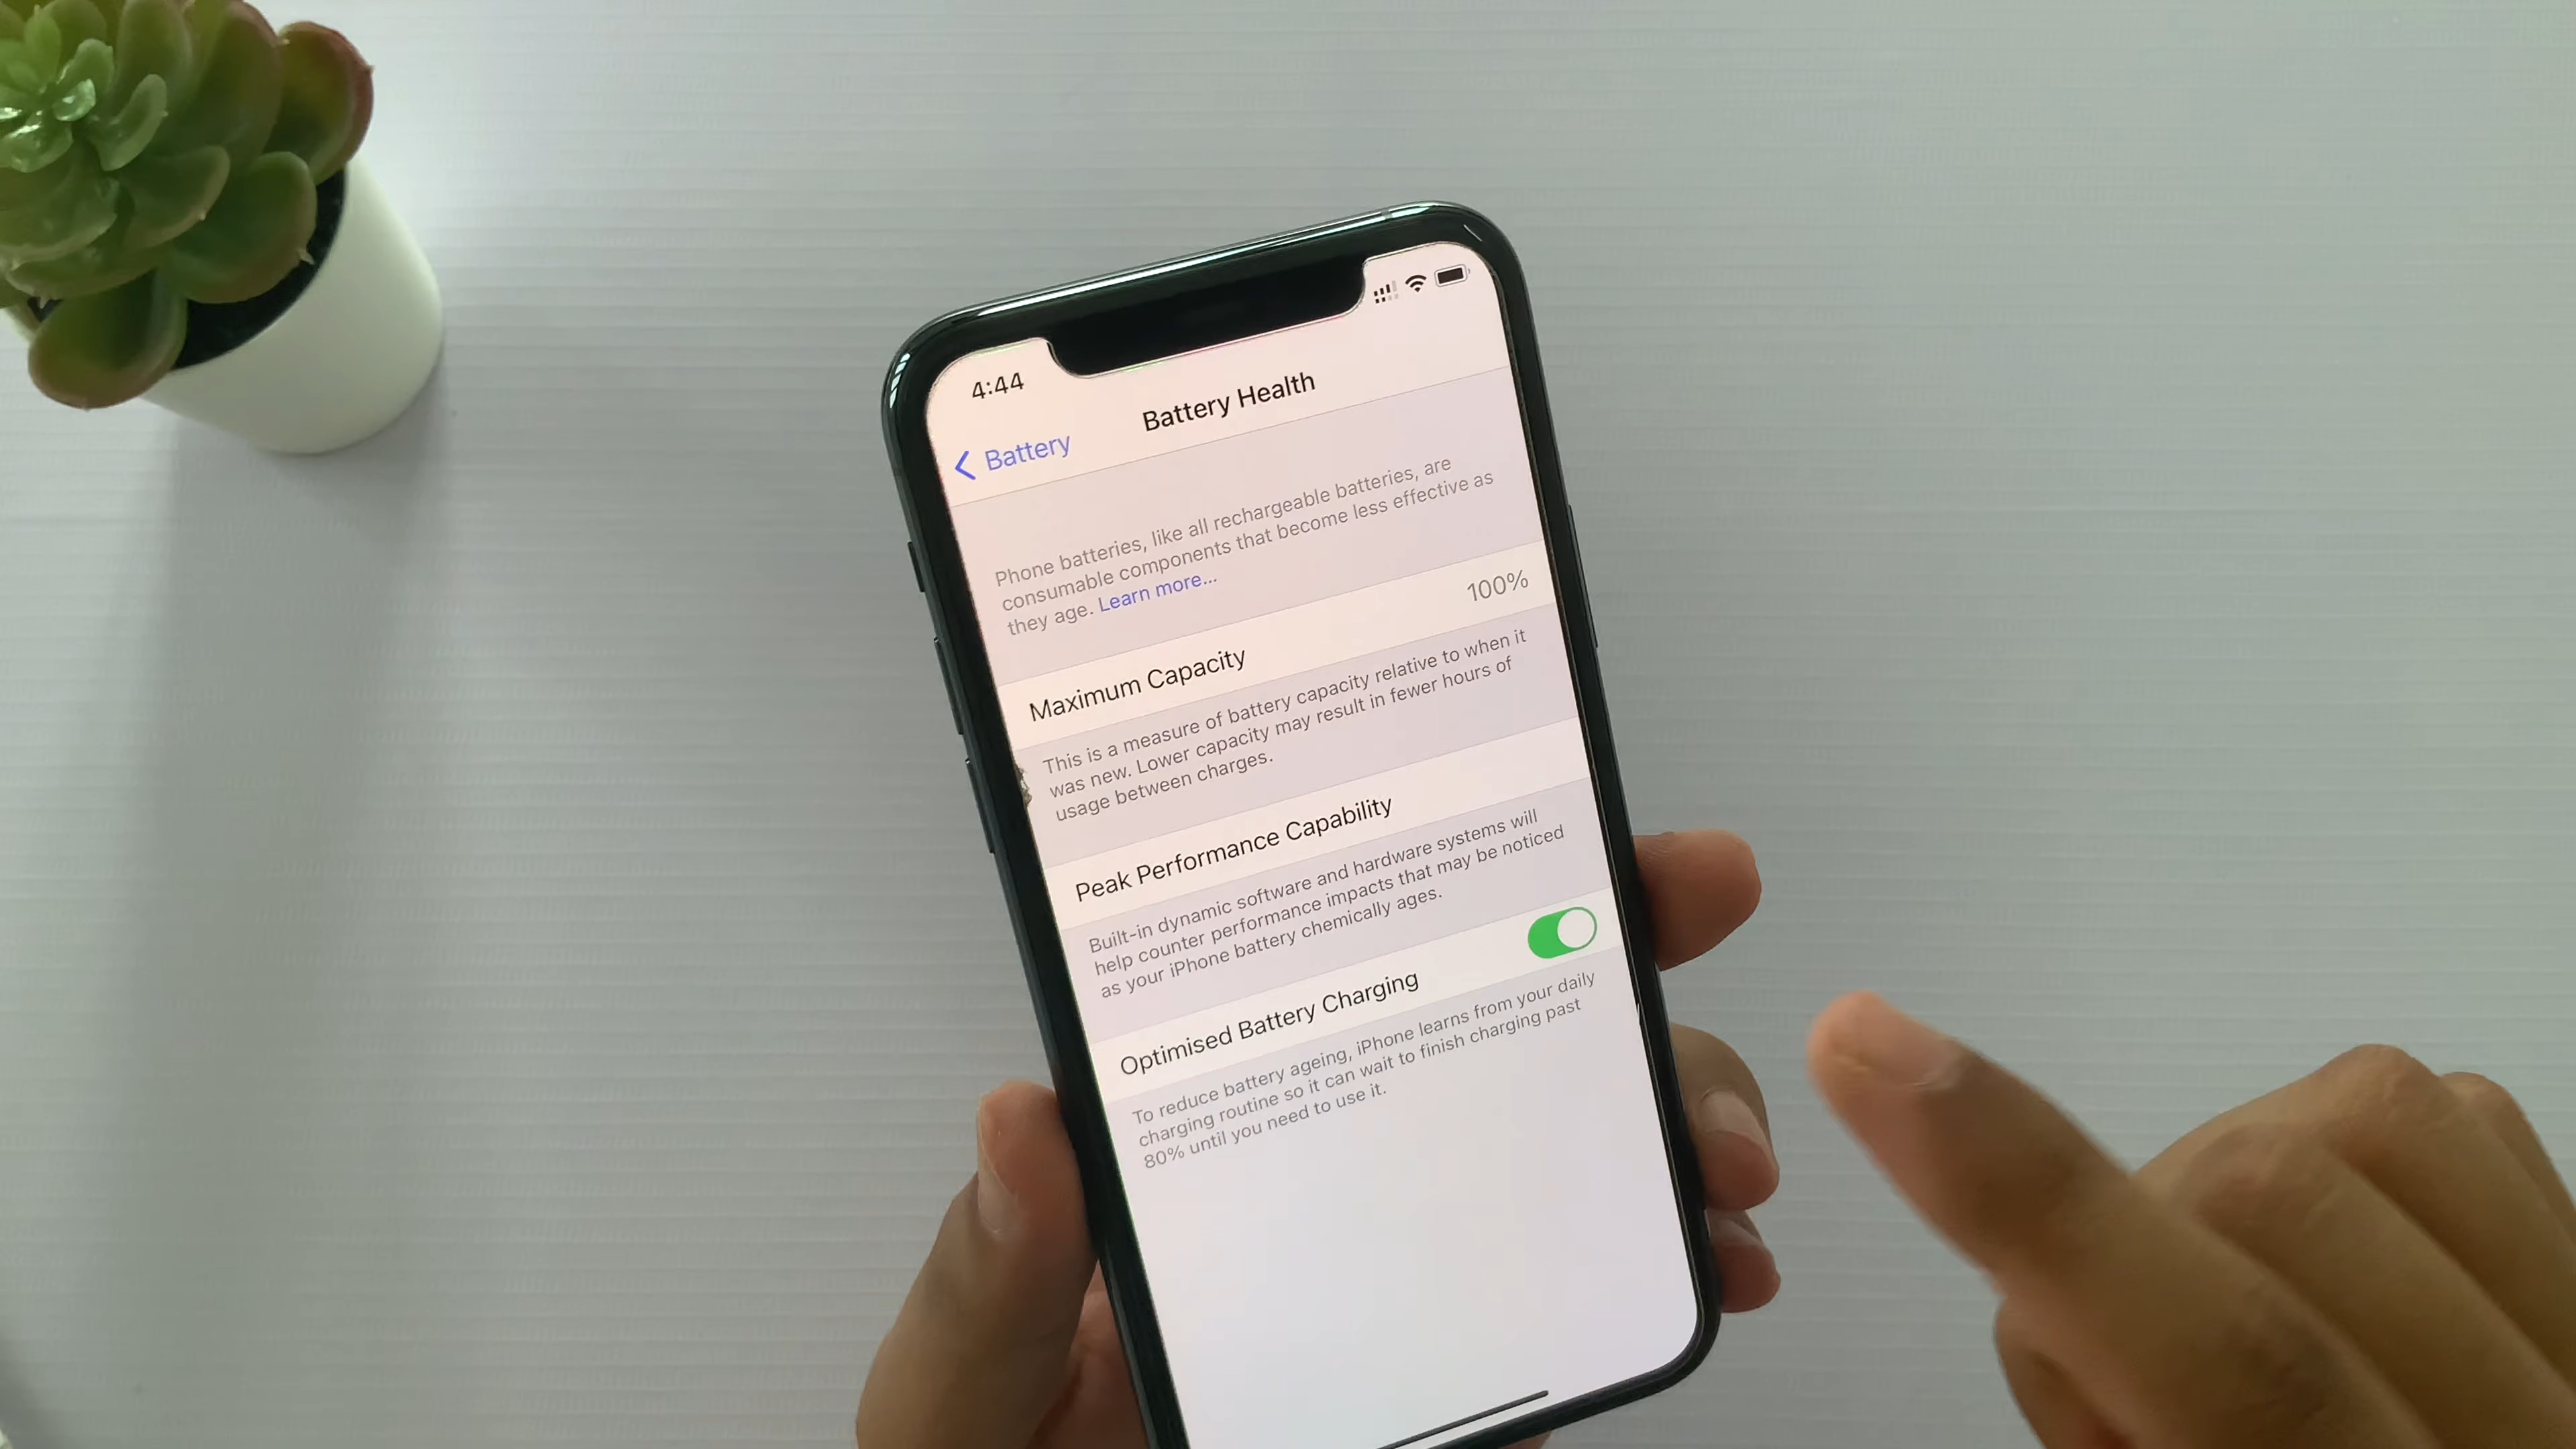 4:44
Battery
Battery Health
Phone batteries, like all rechargeable batteries, are
consumable components that become less effective as
they age. Learn more...
Maximum Capacity
100%
This is a measure of battery capacity relative to when it
was new. Lower capacity may result in fewer hours of
usage between charges.
Peak Performance Capability
Built-in dynamic software and hardware systems will
help counter performance impacts that may be noticed
as your iPhone battery chemically ages.
Optimised Battery Charging
To reduce battery ageing, iPhone learns from your daily
charging routine so it can wait to finish charging past
80% until you need to use it.